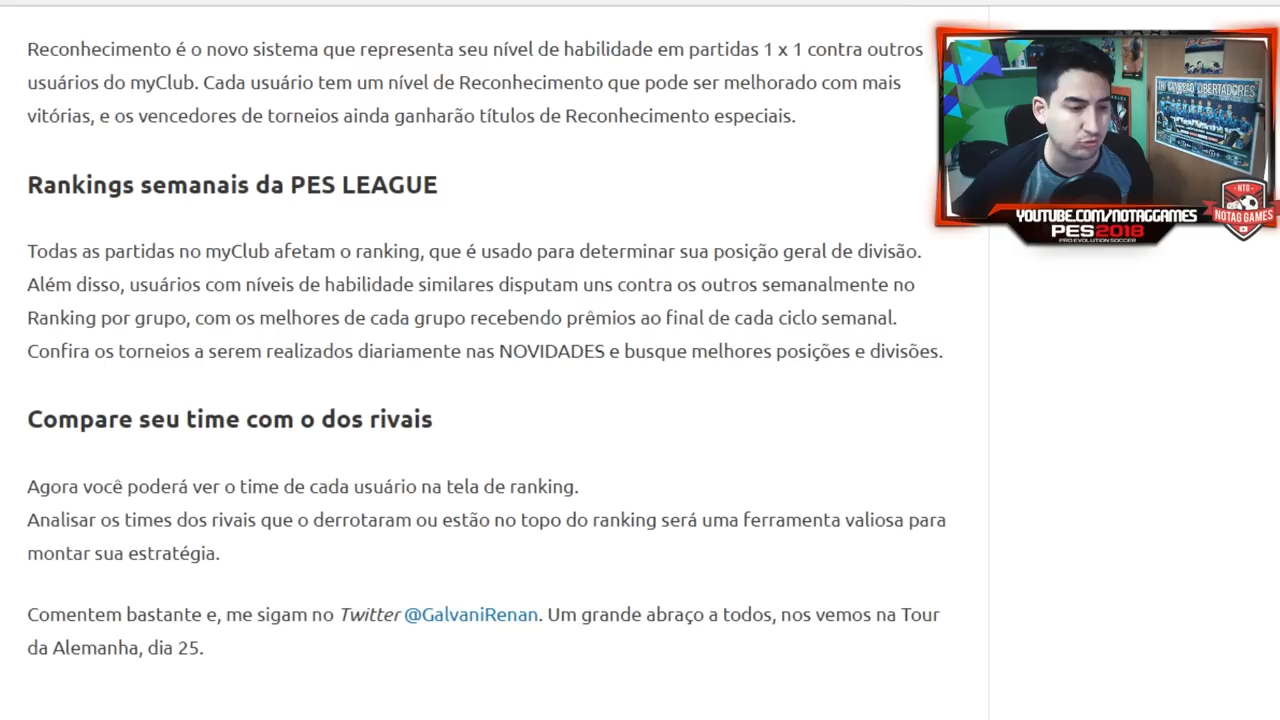 Reconhecimento é o novo sistema que representa seu nível de habilidade em partidas 1 x 1 contra outros
usuários do myClub. Cada usuário tem um nível de Reconhecimento que pode ser melhorado com mais
vitórias, e os vencedores de torneios ainda ganharão títulos de Reconhecimento especiais.
Rankings semanais da PES LEAGUE
Todas as partidas no myClub afetam o ranking, que é usado para determinar sua posição geral de divisão.
Além disso, usuários com níveis de habilidade similares disputam uns contra os outros semanalmente no
Ranking por grupo, com os melhores de cada grupo recebendo prêmios ao final de cada ciclo semanal.
Confira os torneios a serem realizados diariamente nas NOVIDADES e busque melhores posições e divisões.
Compare seu time com o dos rivais
Agora você poderá ver o time de cada usuário na tela de ranking.
Analisar os times dos rivais que o derrotaram ou estão no topo do ranking será uma ferramenta valiosa para
montar sua estratégia.
Comentem bastante e, me sigam no Twitter @GalvaniRenan. Um grande abraço a todos, nos vemos na Tour
da Alemanha, dia 25.
CAMPEÃO LIBERTADORES
YOUTUBE.COM/NOTAGGAMES
PES2018
PRO EVOLUTION SOCCER
NTG
NOTAG GAMES